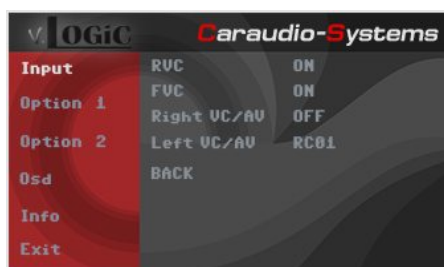 V. LOGiC Caraudio-Systems
Input RVC ON
FVC ON
Option 1 Right VC/AV OFF
Option 2 Left VC/AV RC01
Osd BACK
Info
Exit